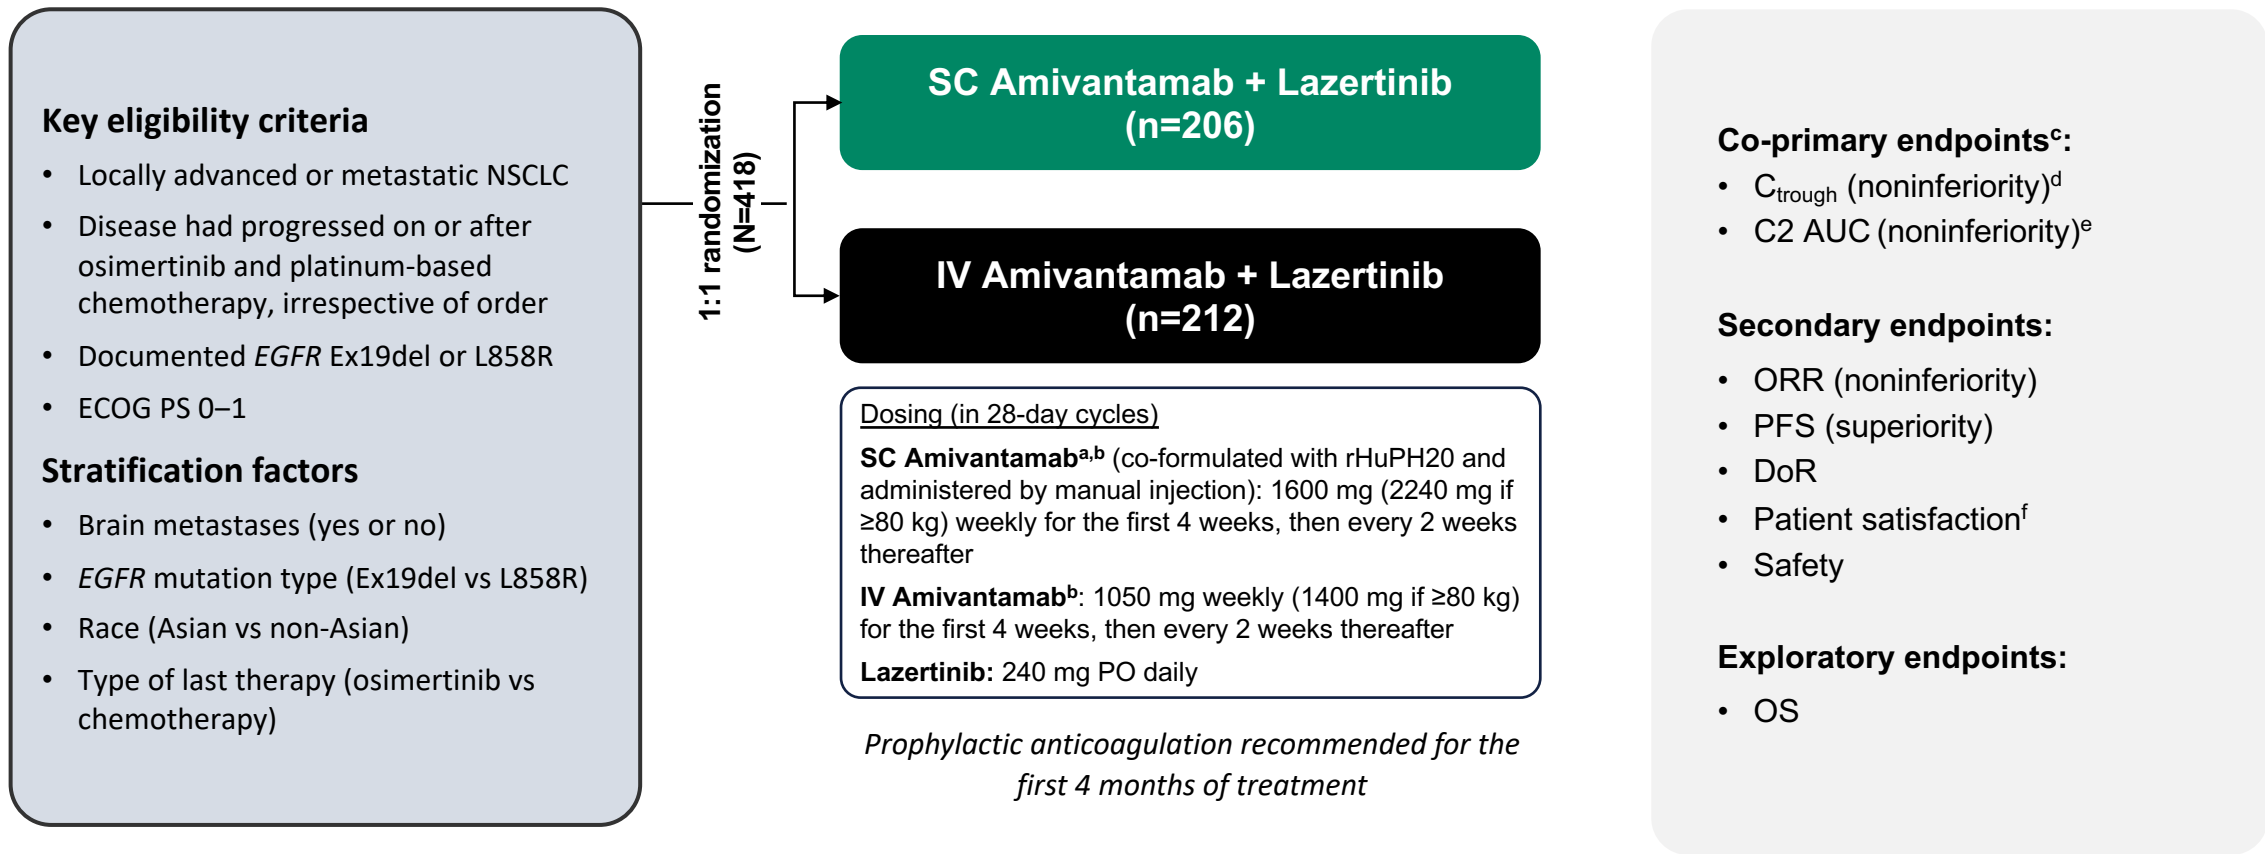 Key eligibility criteria
• Locally advanced or metastatic NSCLC
• Disease had progressed on or after
osimertinib and platinum-based
chemotherapy, irrespective of order
• Documented EGFR Ex19del or L858R
• ECOG PS 0–1
Stratification factors
• Brain metastases (yes or no)
• EGFR mutation type (Ex19del vs L858R)
• Race (Asian vs non-Asian)
• Type of last therapy (osimertinib vs
chemotherapy)
1:1 randomization
(N=418)
SC Amivantamab + Lazertinib
(n=206)
IV Amivantamab + Lazertinib
(n=212)
Dosing (in 28-day cycles)
SC Amivantamabᵃ,ᵇ (co-formulated with rHuPH20 and
administered by manual injection): 1600 mg (2240 mg if
≥80 kg) weekly for the first 4 weeks, then every 2 weeks
thereafter
IV Amivantamabᵇ: 1050 mg weekly (1400 mg if ≥80 kg)
for the first 4 weeks, then every 2 weeks thereafter
Lazertinib: 240 mg PO daily
Prophylactic anticoagulation recommended for the
first 4 months of treatment
Co-primary endpointsᶜ:
• Ctrough (noninferiority)ᵈ
• C2 AUC (noninferiority)ᵉ
Secondary endpoints:
• ORR (noninferiority)
• PFS (superiority)
• DoR
• Patient satisfactionᶠ
• Safety
Exploratory endpoints:
• OS